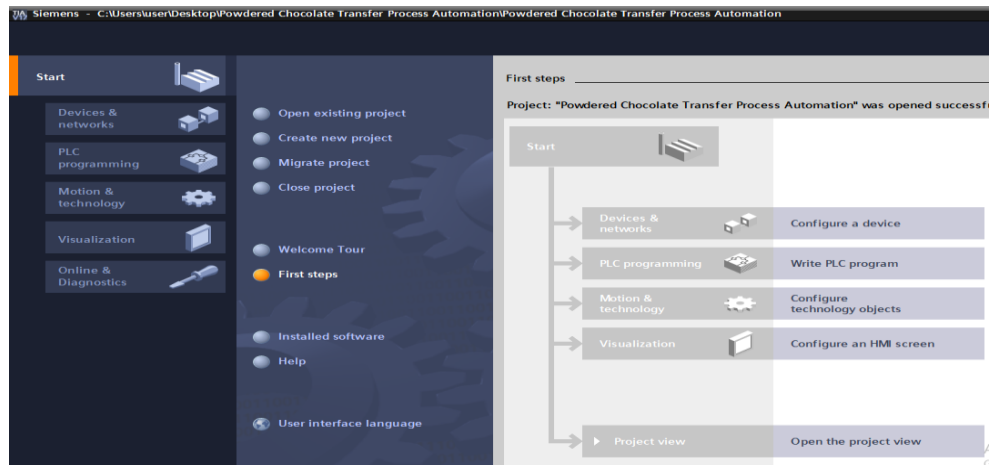 Siemens - C:\Users\user\Desktop\Powdered Chocolate Transfer Process Automation\Powdered Chocolate Transfer Process Automation
Start
Devices &
networks
PLC
programming
Motion &
technology
Visualization
Online &
Diagnostics
Open existing project
Create new project
Migrate project
Close project
Welcome Tour
First steps
Installed software
Help
User interface language
First steps
Project: "Powdered Chocolate Transfer Process Automation" was opened
Start
Devices &
networks
Configure a device
PLC programming
Write PLC program
Motion &
technology
Configure
technology objects
Visualization
Configure an HMI screen
Project view
Open the project view